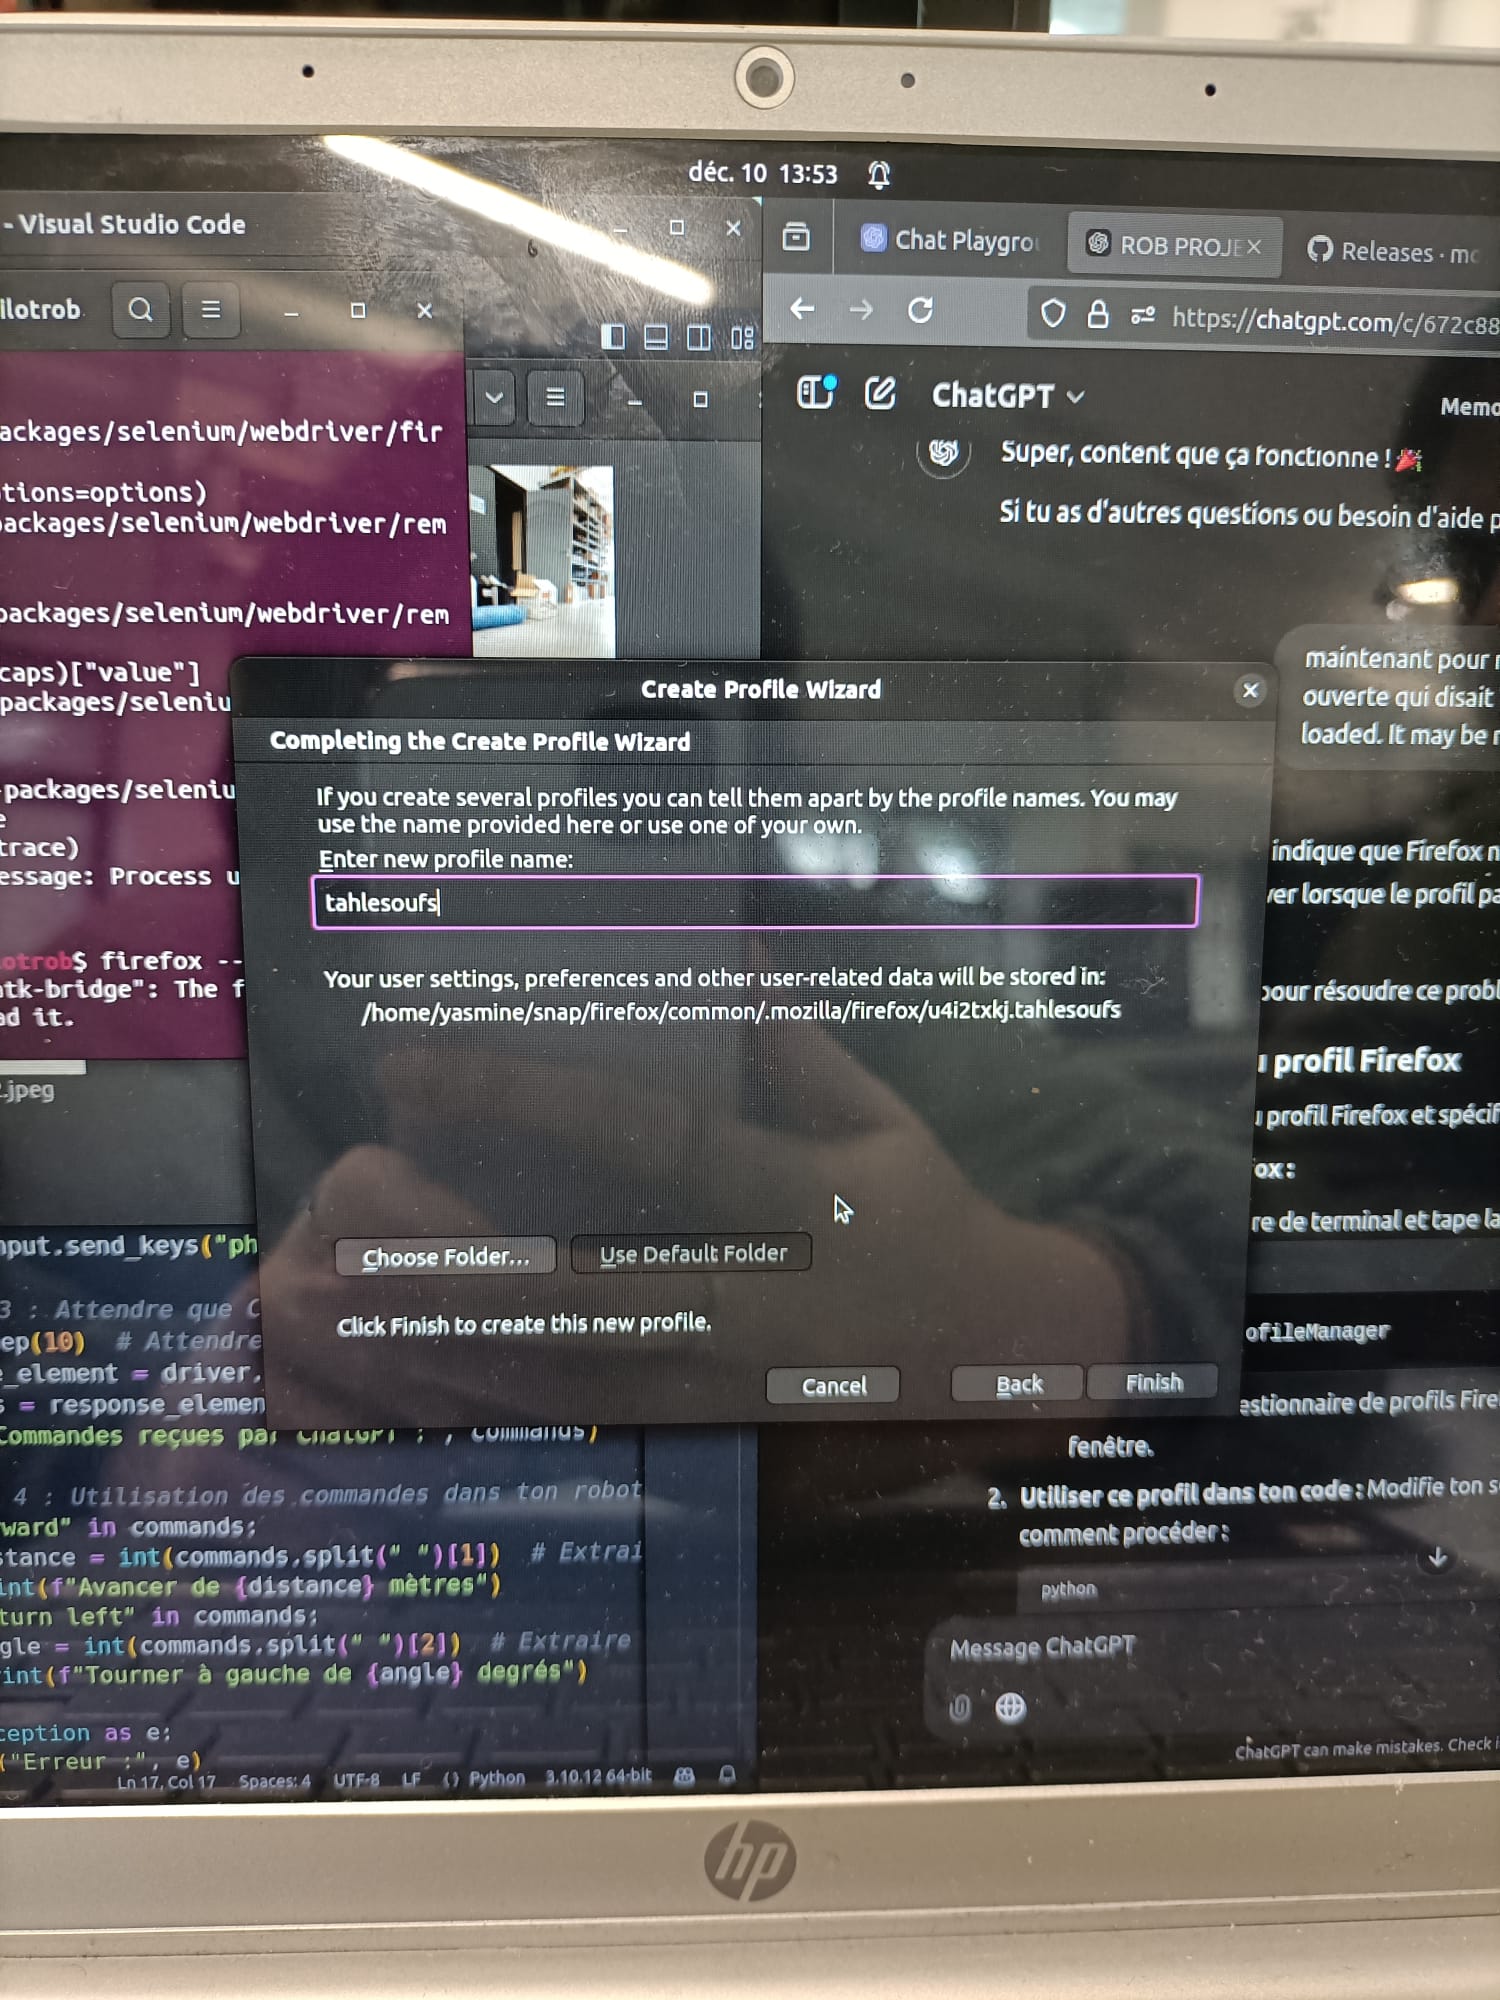 déc. 10 13:53
- Visual Studio Code
ilotrob
ackages/selenium/webdriver/fir
tions=options)
packages/selenium/webdriver/rem
packages/selenium/webdriver/rem
caps)["value"]
packages/seleniu
-packages/seleniu
e
trace)
essage: Process u
otrob$ firefox --
atk-bridge": The f
ad it.
.jpeg
Chat Playgrou
ROB PROJE
Releases · mo
https://chatgpt.com/c/672c88
ChatGPT
Memo
Super, content que ça fonctionne !
Si tu as d'autres questions ou besoin d'aide p
maintenant pour
ouverte qui disait
loaded. It may be
Create Profile Wizard
Completing the Create Profile Wizard
If you create several profiles you can tell them apart by the profile names. You may
use the name provided here or use one of your own.
Enter new profile name:
tahlesoufs
Your user settings, preferences and other user-related data will be stored in:
/home/yasmine/snap/firefox/common/.mozilla/firefox/u4i2txkj.tahlesoufs
Choose Folder...
Use Default Folder
Click Finish to create this new profile.
Cancel
Back
Finish
indique que Firefox n
ver lorsque le profil pa
pour résoudre ce probl
u profil Firefox
u profil Firefox et spécif
ox :
re de terminal et tape la
ofileManager
estionnaire de profils Fire
fenêtre.
2. Utiliser ce profil dans ton code : Modifie ton s
comment procéder :
python
Message ChatGPT
ChatGPT can make mistakes. Check i
nput.send_keys("ph
3 : Attendre que C
ep(10) # Attendre
e_element = driver.
s = response_elemen
Commandes reçues par ChatGPT :", commands)
4 : Utilisation des commandes dans ton robot
ward" in commands:
stance = int(commands.split(" ")[1]) # Extrai
int(f"Avancer de {distance} mètres")
turn left" in commands:
gle = int(commands.split(" ")[2]) # Extraire
rint(f"Tourner à gauche de {angle} degrés")
ception as e:
("Erreur :", e)
Ln 17, Col 17 Spaces: 4 UTF-8 LF Python 3.10.12 64-bit
hp